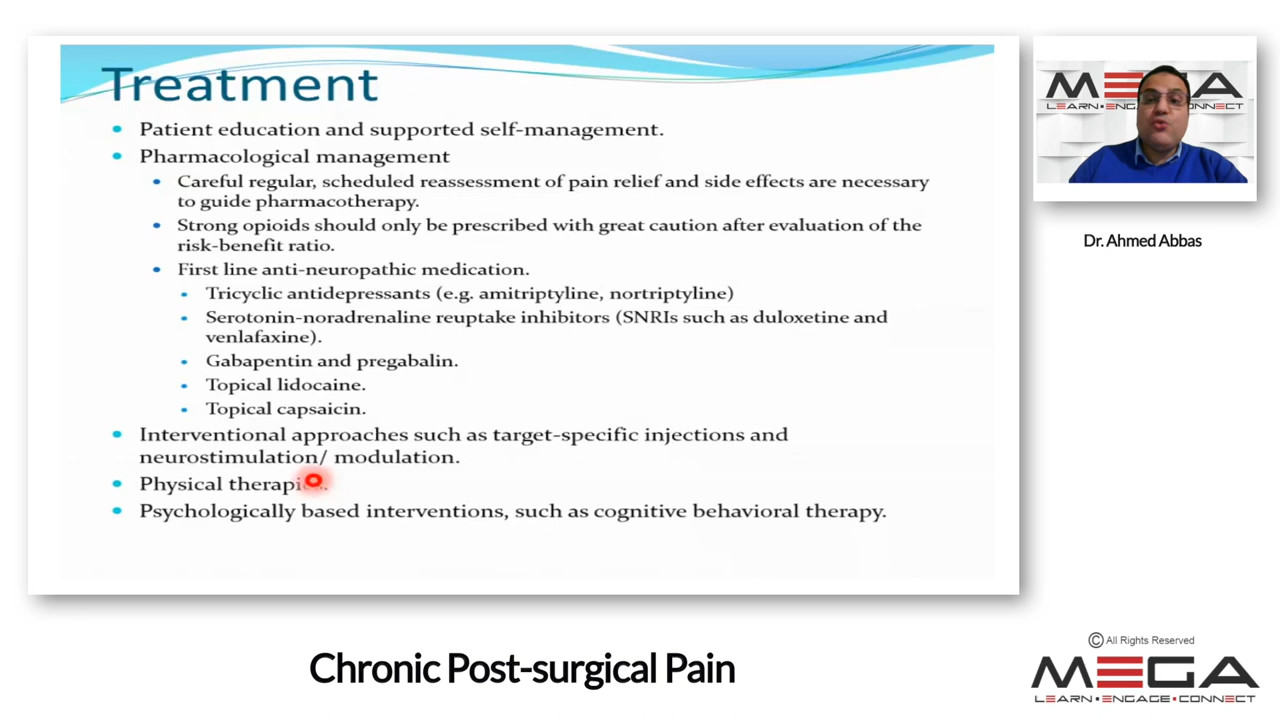 Treatment
Patient education and supported self-management.
Pharmacological management
Careful regular, scheduled reassessment of pain relief and side effects are necessary
to guide pharmacotherapy.
Strong opioids should only be prescribed with great caution after evaluation of the
risk-benefit ratio.
First line anti-neuropathic medication.
Tricyclic antidepressants (e.g. amitriptyline, nortriptyline)
Serotonin-noradrenaline reuptake inhibitors (SNRIs such as duloxetine and
venlafaxine).
Gabapentin and pregabalin.
Topical lidocaine.
Topical capsaicin.
Interventional approaches such as target-specific injections and
neurostimulation/ modulation.
Physical
Psychologically based interventions, such as cognitive behavioral therapy.
Dr. Ahmed Abbas
Chronic Post-surgical Pain
© All Rights Reserved
MEGA
LEARN▪ENGAGE▪CONNECT